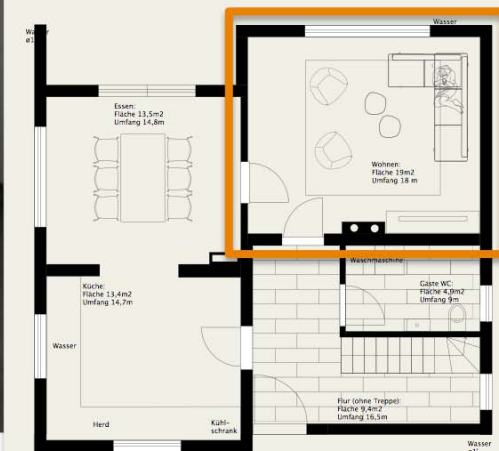 Wasser
Essen:
Fläche 13,5m2
Umfang 14,8m
Wohnen:
Fläche 19m2
Umfang 18 m
Waschmaschine
Gäste WC:
Fläche 4,9m2
Umfang 9m
Küche:
Fläche 13,4m2
Umfang 14,7m
Wasser
Flur (ohne Treppe):
Fläche 9,4m2
Umfang 16,5m
Herd
Kühl-
schrank
Wasser